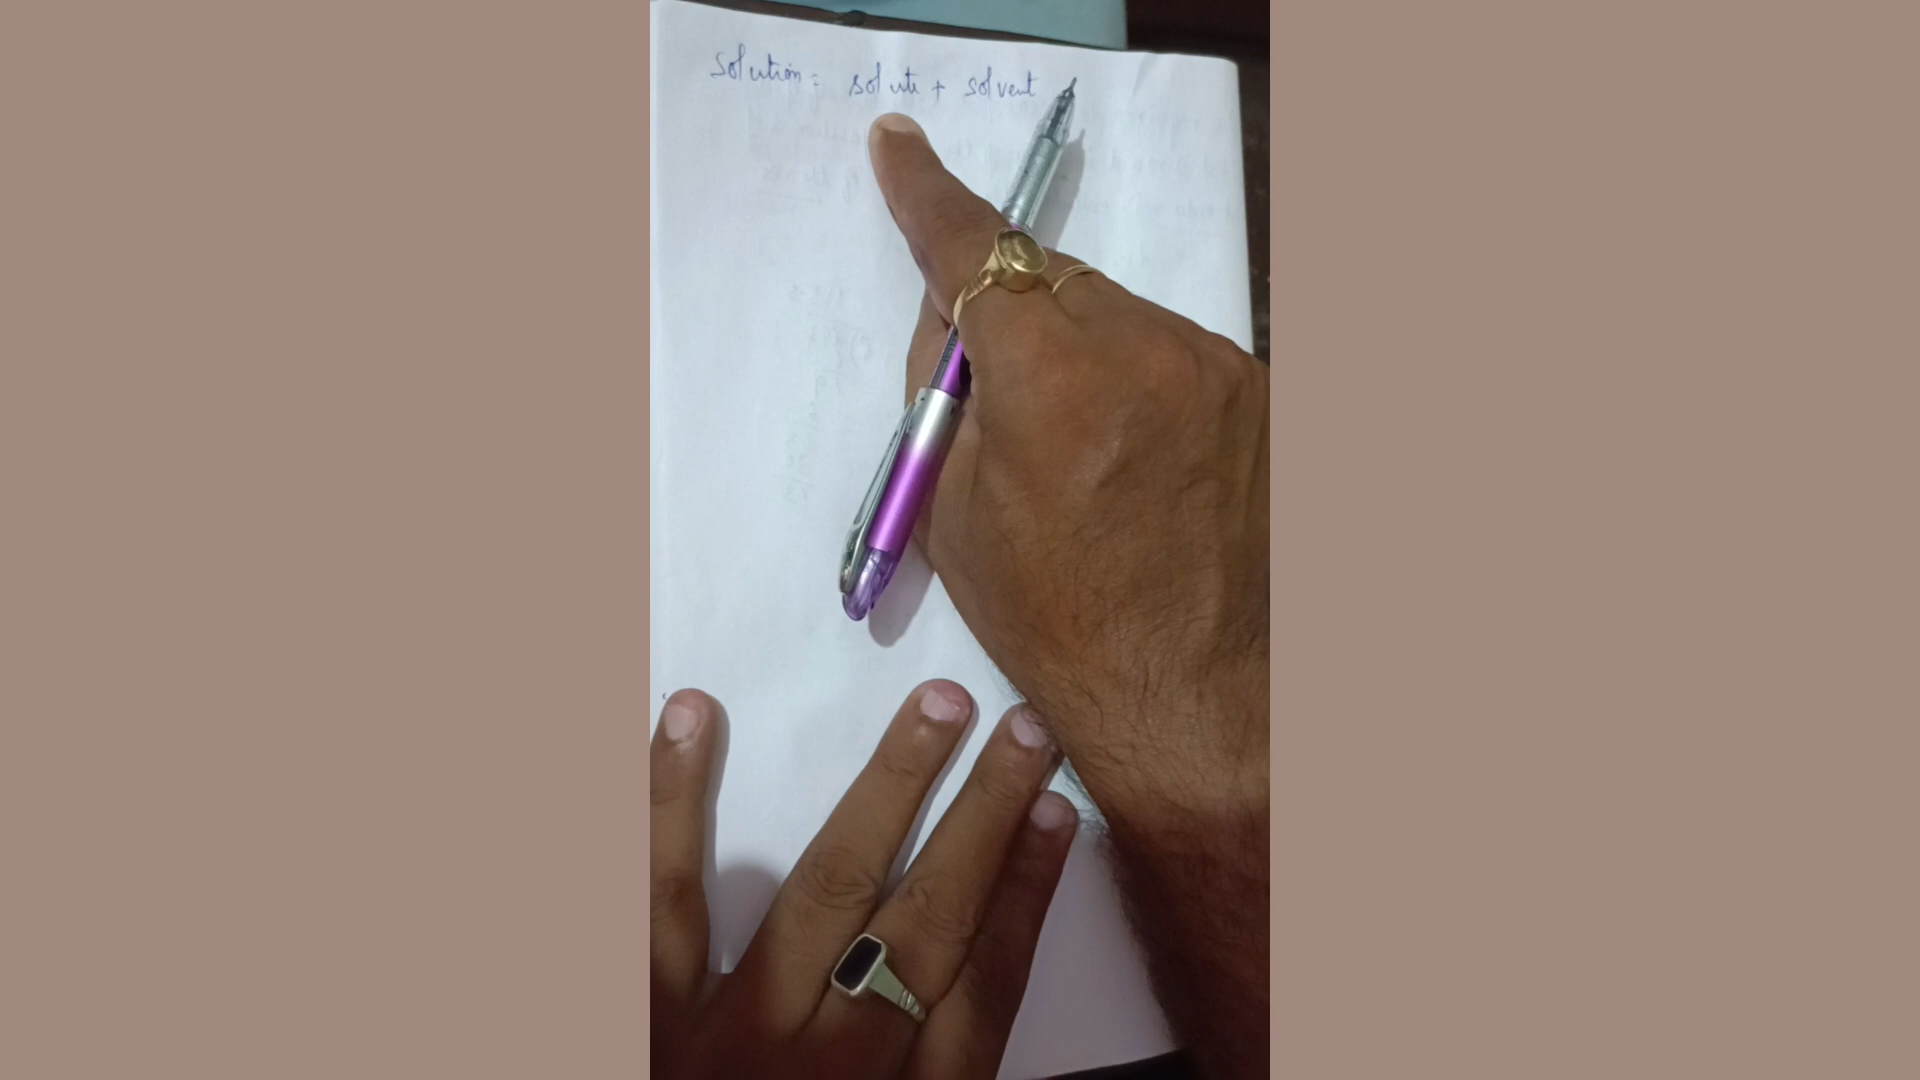 Solution = solute + solvent